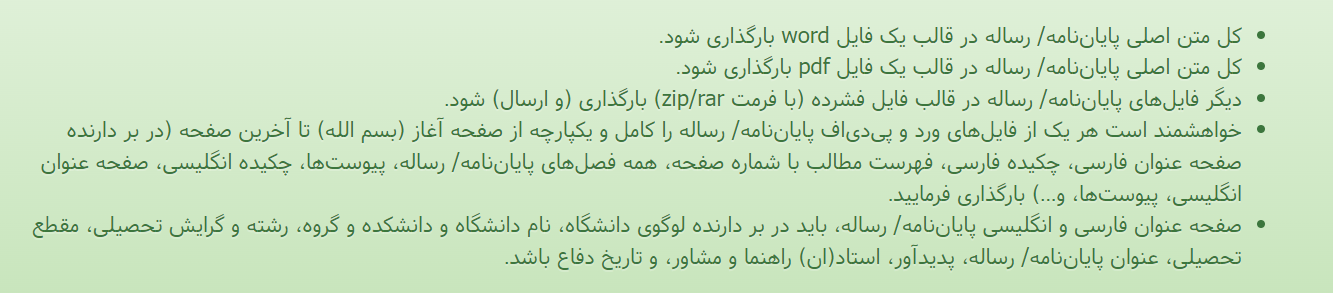 کل متن اصلی پایان‌نامه/ رساله در قالب یک فایل word بارگذاری شود.
کل متن اصلی پایان‌نامه/ رساله در قالب یک فایل pdf بارگذاری شود.
دیگر فایل‌های پایان‌نامه/ رساله در قالب فایل فشرده (با فرمت zip/rar) بارگذاری (و ارسال) شود.
خواهشمند است هر یک از فایل‌های ورد و پی‌دی‌اف پایان‌نامه/ رساله را کامل و یکپارچه از صفحه آغاز (بسم الله) تا آخرین صفحه (در بر دارنده
صفحه عنوان فارسی، چکیده فارسی، فهرست مطالب با شماره صفحه، همه فصل‌های پایان‌نامه/ رساله، پیوست‌ها، چکیده انگلیسی، صفحه عنوان
انگلیسی، پیوست‌ها، و...) بارگذاری فرمایید.
صفحه عنوان فارسی و انگلیسی پایان‌نامه/ رساله، باید در بر دارنده لوگوی دانشگاه، نام دانشگاه و دانشکده و گروه، رشته و گرایش تحصیلی، مقطع
تحصیلی، عنوان پایان‌نامه/ رساله، پدیدآور، استاد(ان) راهنما و مشاور، و تاریخ دفاع باشد.